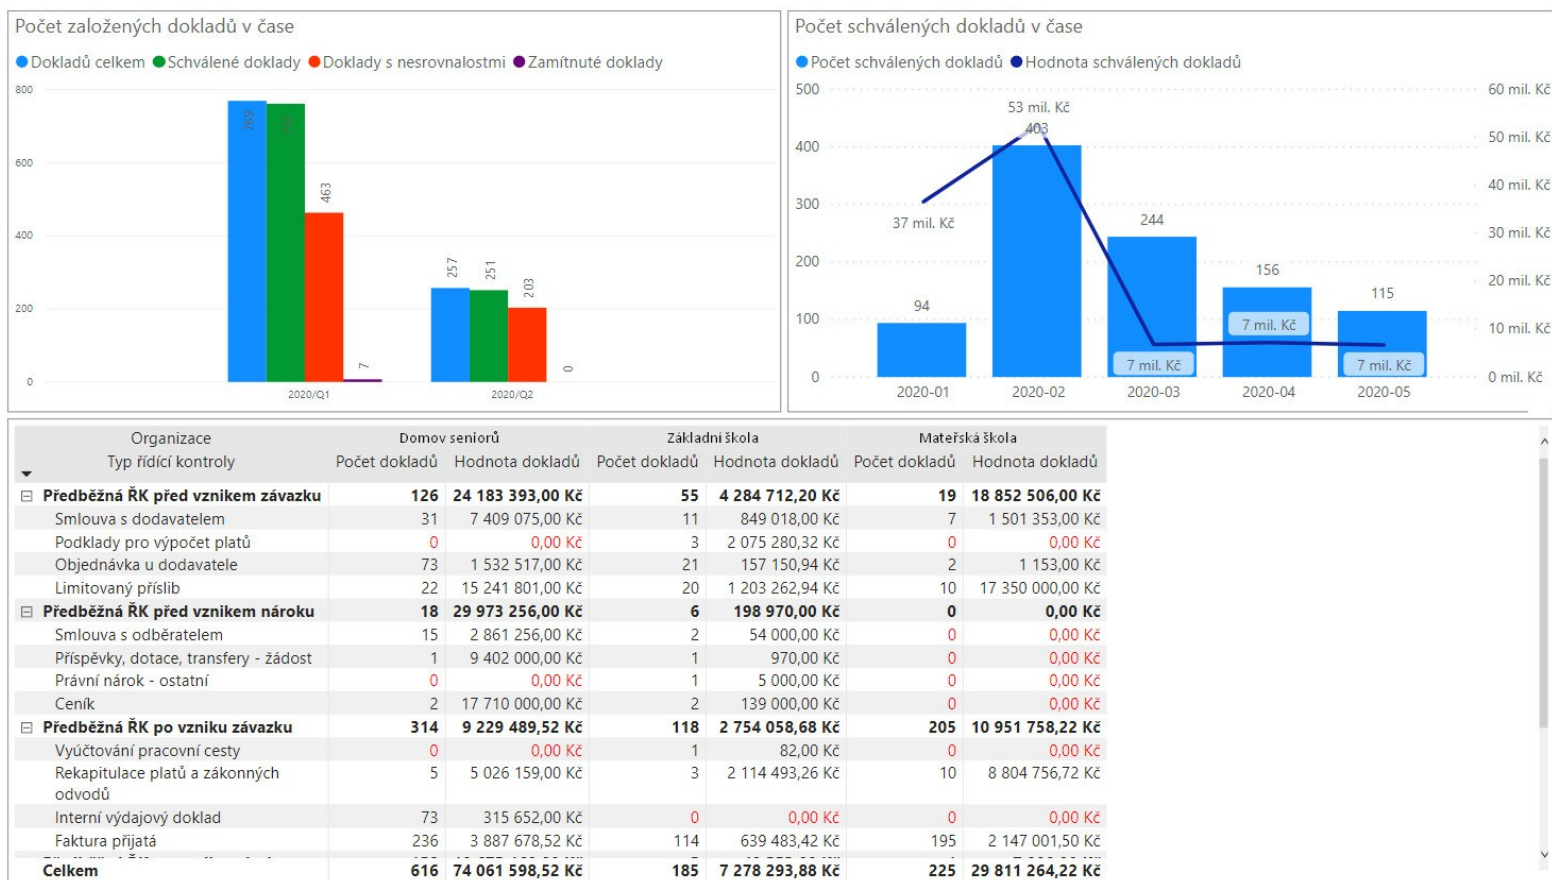 Počet založených dokladů v čase
Dokladů celkem Schválené doklady Doklady s nesrovnalostmi Zamítnuté doklady
800
600
400
200
0
769
463
7
257
251
203
0
2020/Q1 2020/Q2
Počet schválených dokladů v čase
Počet schválených dokladů Hodnota schválených dokladů
500
400
300
200
100
0
60 mil. Kč
50 mil. Kč
40 mil. Kč
30 mil. Kč
20 mil. Kč
10 mil. Kč
0 mil. Kč
53 mil. Kč
403
37 mil. Kč
94
244
156
115
7 mil. Kč
7 mil. Kč
7 mil. Kč
2020-01 2020-02 2020-03 2020-04 2020-05
Organizace Domov seniorů Základní škola Mateřská škola
Typ řídící kontroly Počet dokladů Hodnota dokladů Počet dokladů Hodnota dokladů Počet dokladů Hodnota dokladů
Předběžná ŘK před vznikem závazku 126 24 183 393,00 Kč 55 4 284 712,20 Kč 19 18 852 506,00 Kč
Smlouva s dodavatelem 31 7 409 075,00 Kč 11 849 018,00 Kč 7 1 501 353,00 Kč
Podklady pro výpočet platů 0 0,00 Kč 3 2 075 280,32 Kč 0 0,00 Kč
Objednávka u dodavatele 73 1 532 517,00 Kč 21 157 150,94 Kč 2 1 153,00 Kč
Limitovaný příslib 22 15 241 801,00 Kč 20 1 203 262,94 Kč 10 17 350 000,00 Kč
Předběžná ŘK před vznikem nároku 18 29 973 256,00 Kč 6 198 970,00 Kč 0 0,00 Kč
Smlouva s odběratelem 15 2 861 256,00 Kč 2 54 000,00 Kč 0 0,00 Kč
Příspěvky, dotace, transfery - žádost 1 9 402 000,00 Kč 1 970,00 Kč 0 0,00 Kč
Právní nárok - ostatní 0 0,00 Kč 1 5 000,00 Kč 0 0,00 Kč
Ceník 2 17 710 000,00 Kč 2 139 000,00 Kč 0 0,00 Kč
Předběžná ŘK po vzniku závazku 314 9 229 489,52 Kč 118 2 754 058,68 Kč 205 10 951 758,22 Kč
Vyúčtování pracovní cesty 0 0,00 Kč 1 82,00 Kč 0 0,00 Kč
Rekapitulace platů a zákonných 5 5 026 159,00 Kč 3 2 114 493,26 Kč 10 8 804 756,72 Kč
odvodů
Interní výdajový doklad 73 315 652,00 Kč 0 0,00 Kč 0 0,00 Kč
Faktura přijatá 236 3 887 678,52 Kč 114 639 483,42 Kč 195 2 147 001,50 Kč
Celkem 616 74 061 598,52 Kč 185 7 278 293,88 Kč 225 29 811 264,22 Kč